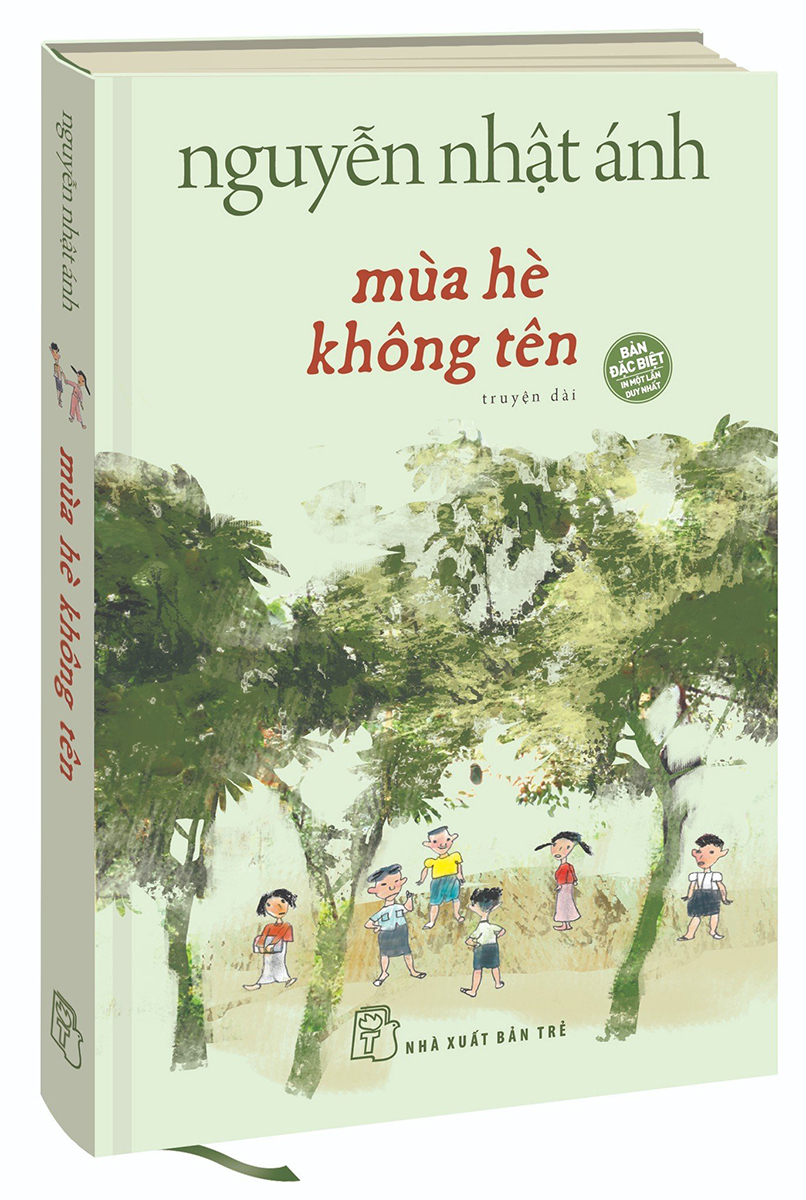 nguyễn nhật ánh
mùa hè
không tên
truyện dài
BẢN
ĐẶC BIỆT
IN MỘT LẦN
DUY NHẤT
T
NHÀ XUẤT BẢN TRẺ
nguyễn nhật ánh
mùa hè không tên
T